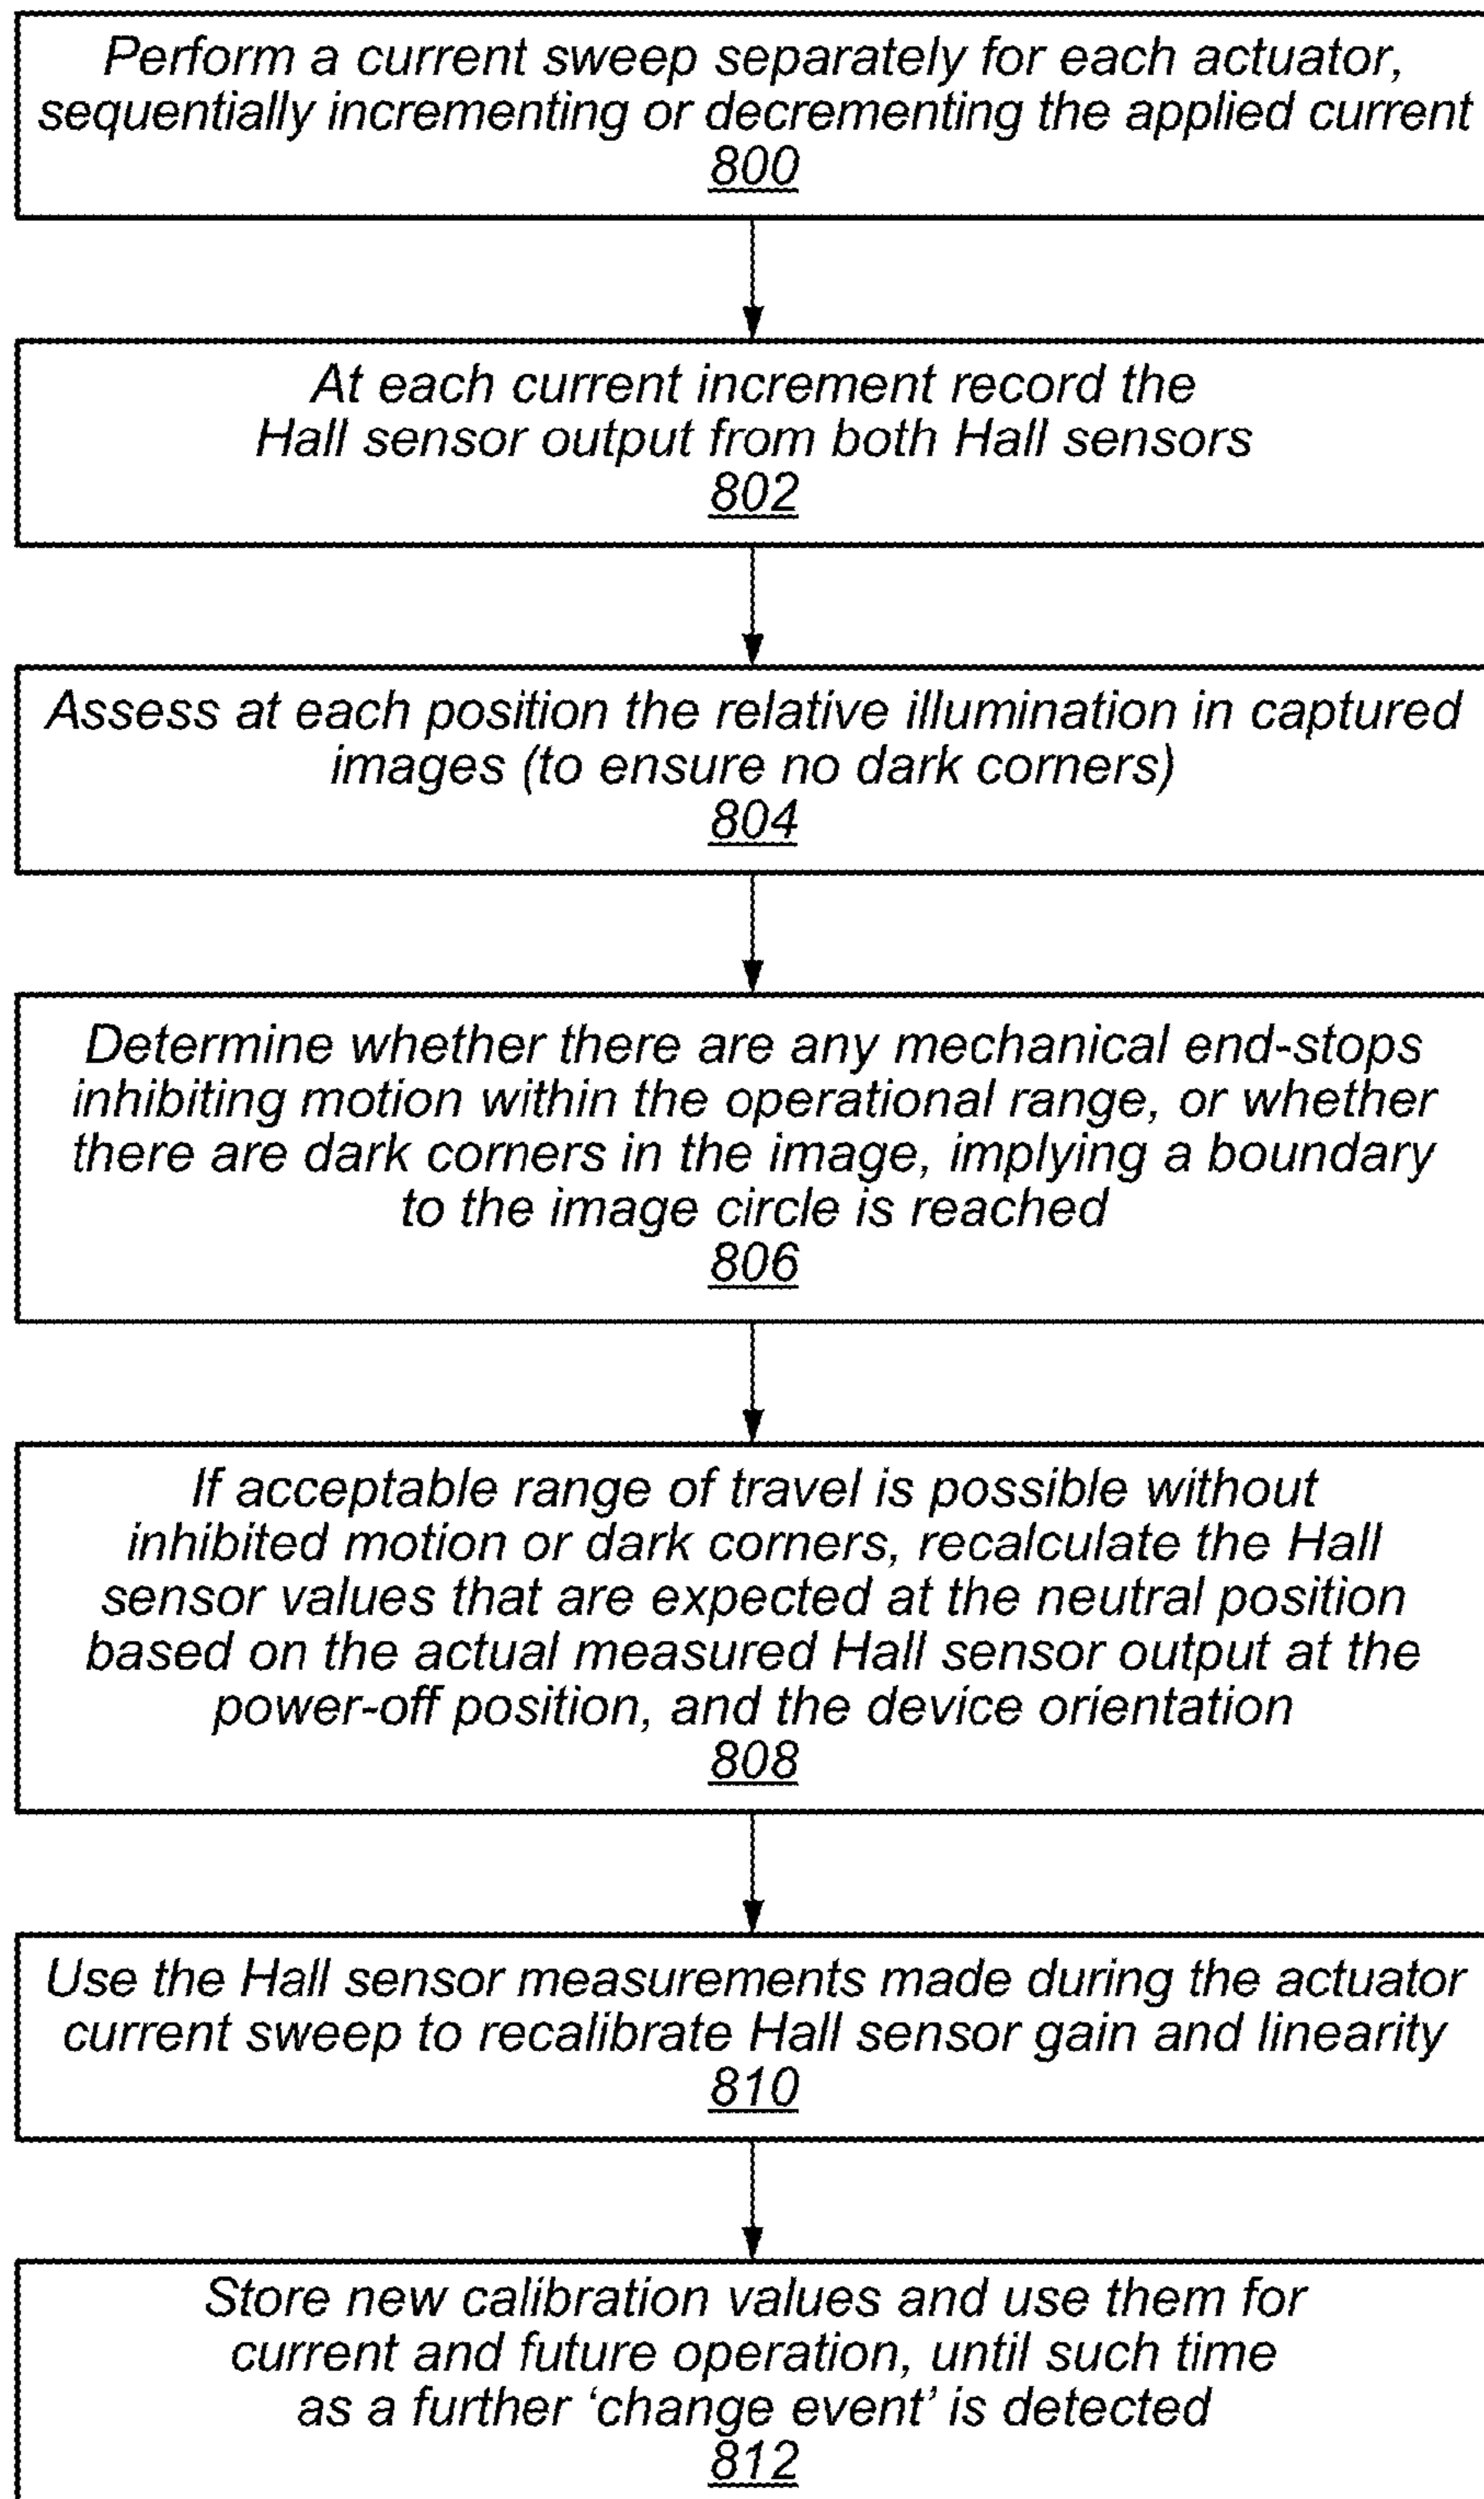 Perform a current sweep separately for each actuator,
sequentially incrementing or decrementing the applied current
800
At each current increment record the
Hall sensor output from both Hall sensors
802
Assess at each position the relative illumination in captured
images (to ensure no dark corners)
804
Determine whether there are any mechanical end-stops
inhibiting motion within the operational range, or whether
there are dark corners in the image, implying a boundary
to the image circle is reached
806
If acceptable range of travel is possible without
inhibited motion or dark corners, recalculate the Hall
sensor values that are expected at the neutral position
based on the actual measured Hall sensor output at the
power-off position, and the device orientation
808
Use the Hall sensor measurements made during the actuator
current sweep to recalibrate Hall sensor gain and linearity
810
Store new calibration values and use them for
current and future operation, until such time
as a further ‘change event’ is detected
812